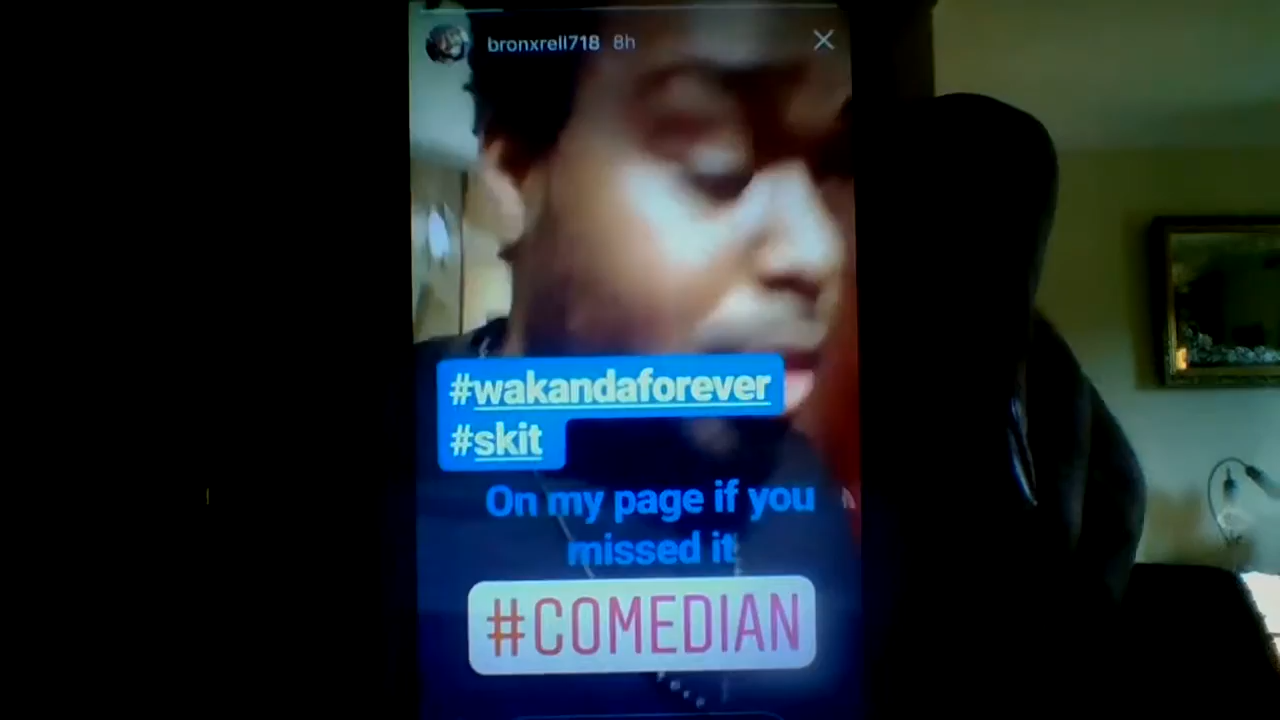 bronxrell718 8h
#wakandaforever
#skit
On my page if you
missed it
#COMEDIAN